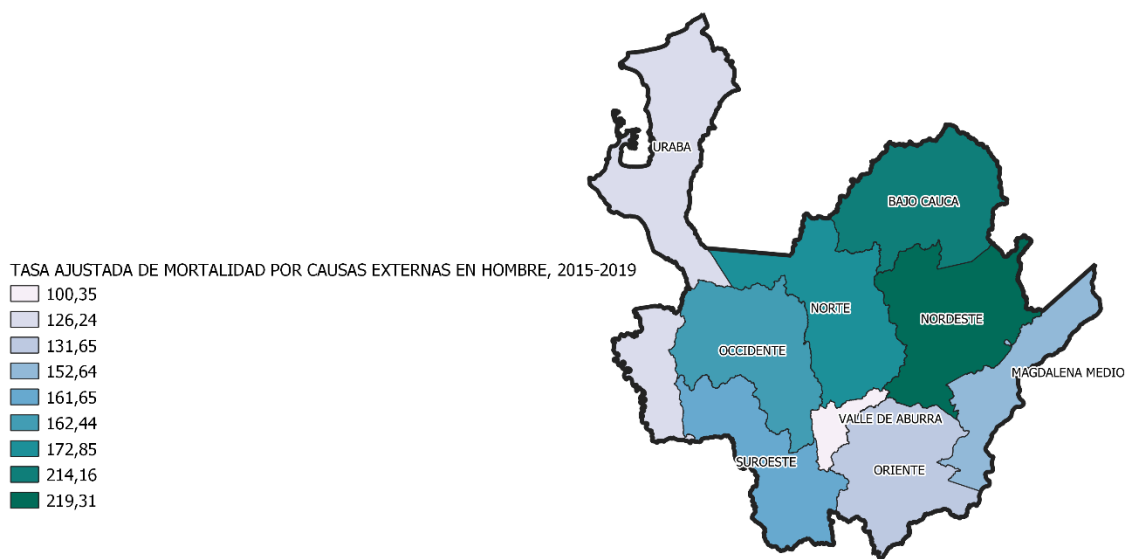 TASA AJUSTADA DE MORTALIDAD POR CAUSAS EXTERNAS EN HOMBRE, 2015-2019
100,35
126,24
131,65
152,64
161,65
162,44
172,85
214,16
219,31
URABA
BAJO CAUCA
NORTE
NORDESTE
OCCIDENTE
MAGDALENA MEDIO
VALLE DE ABURRA
SUROESTE
ORIENTE